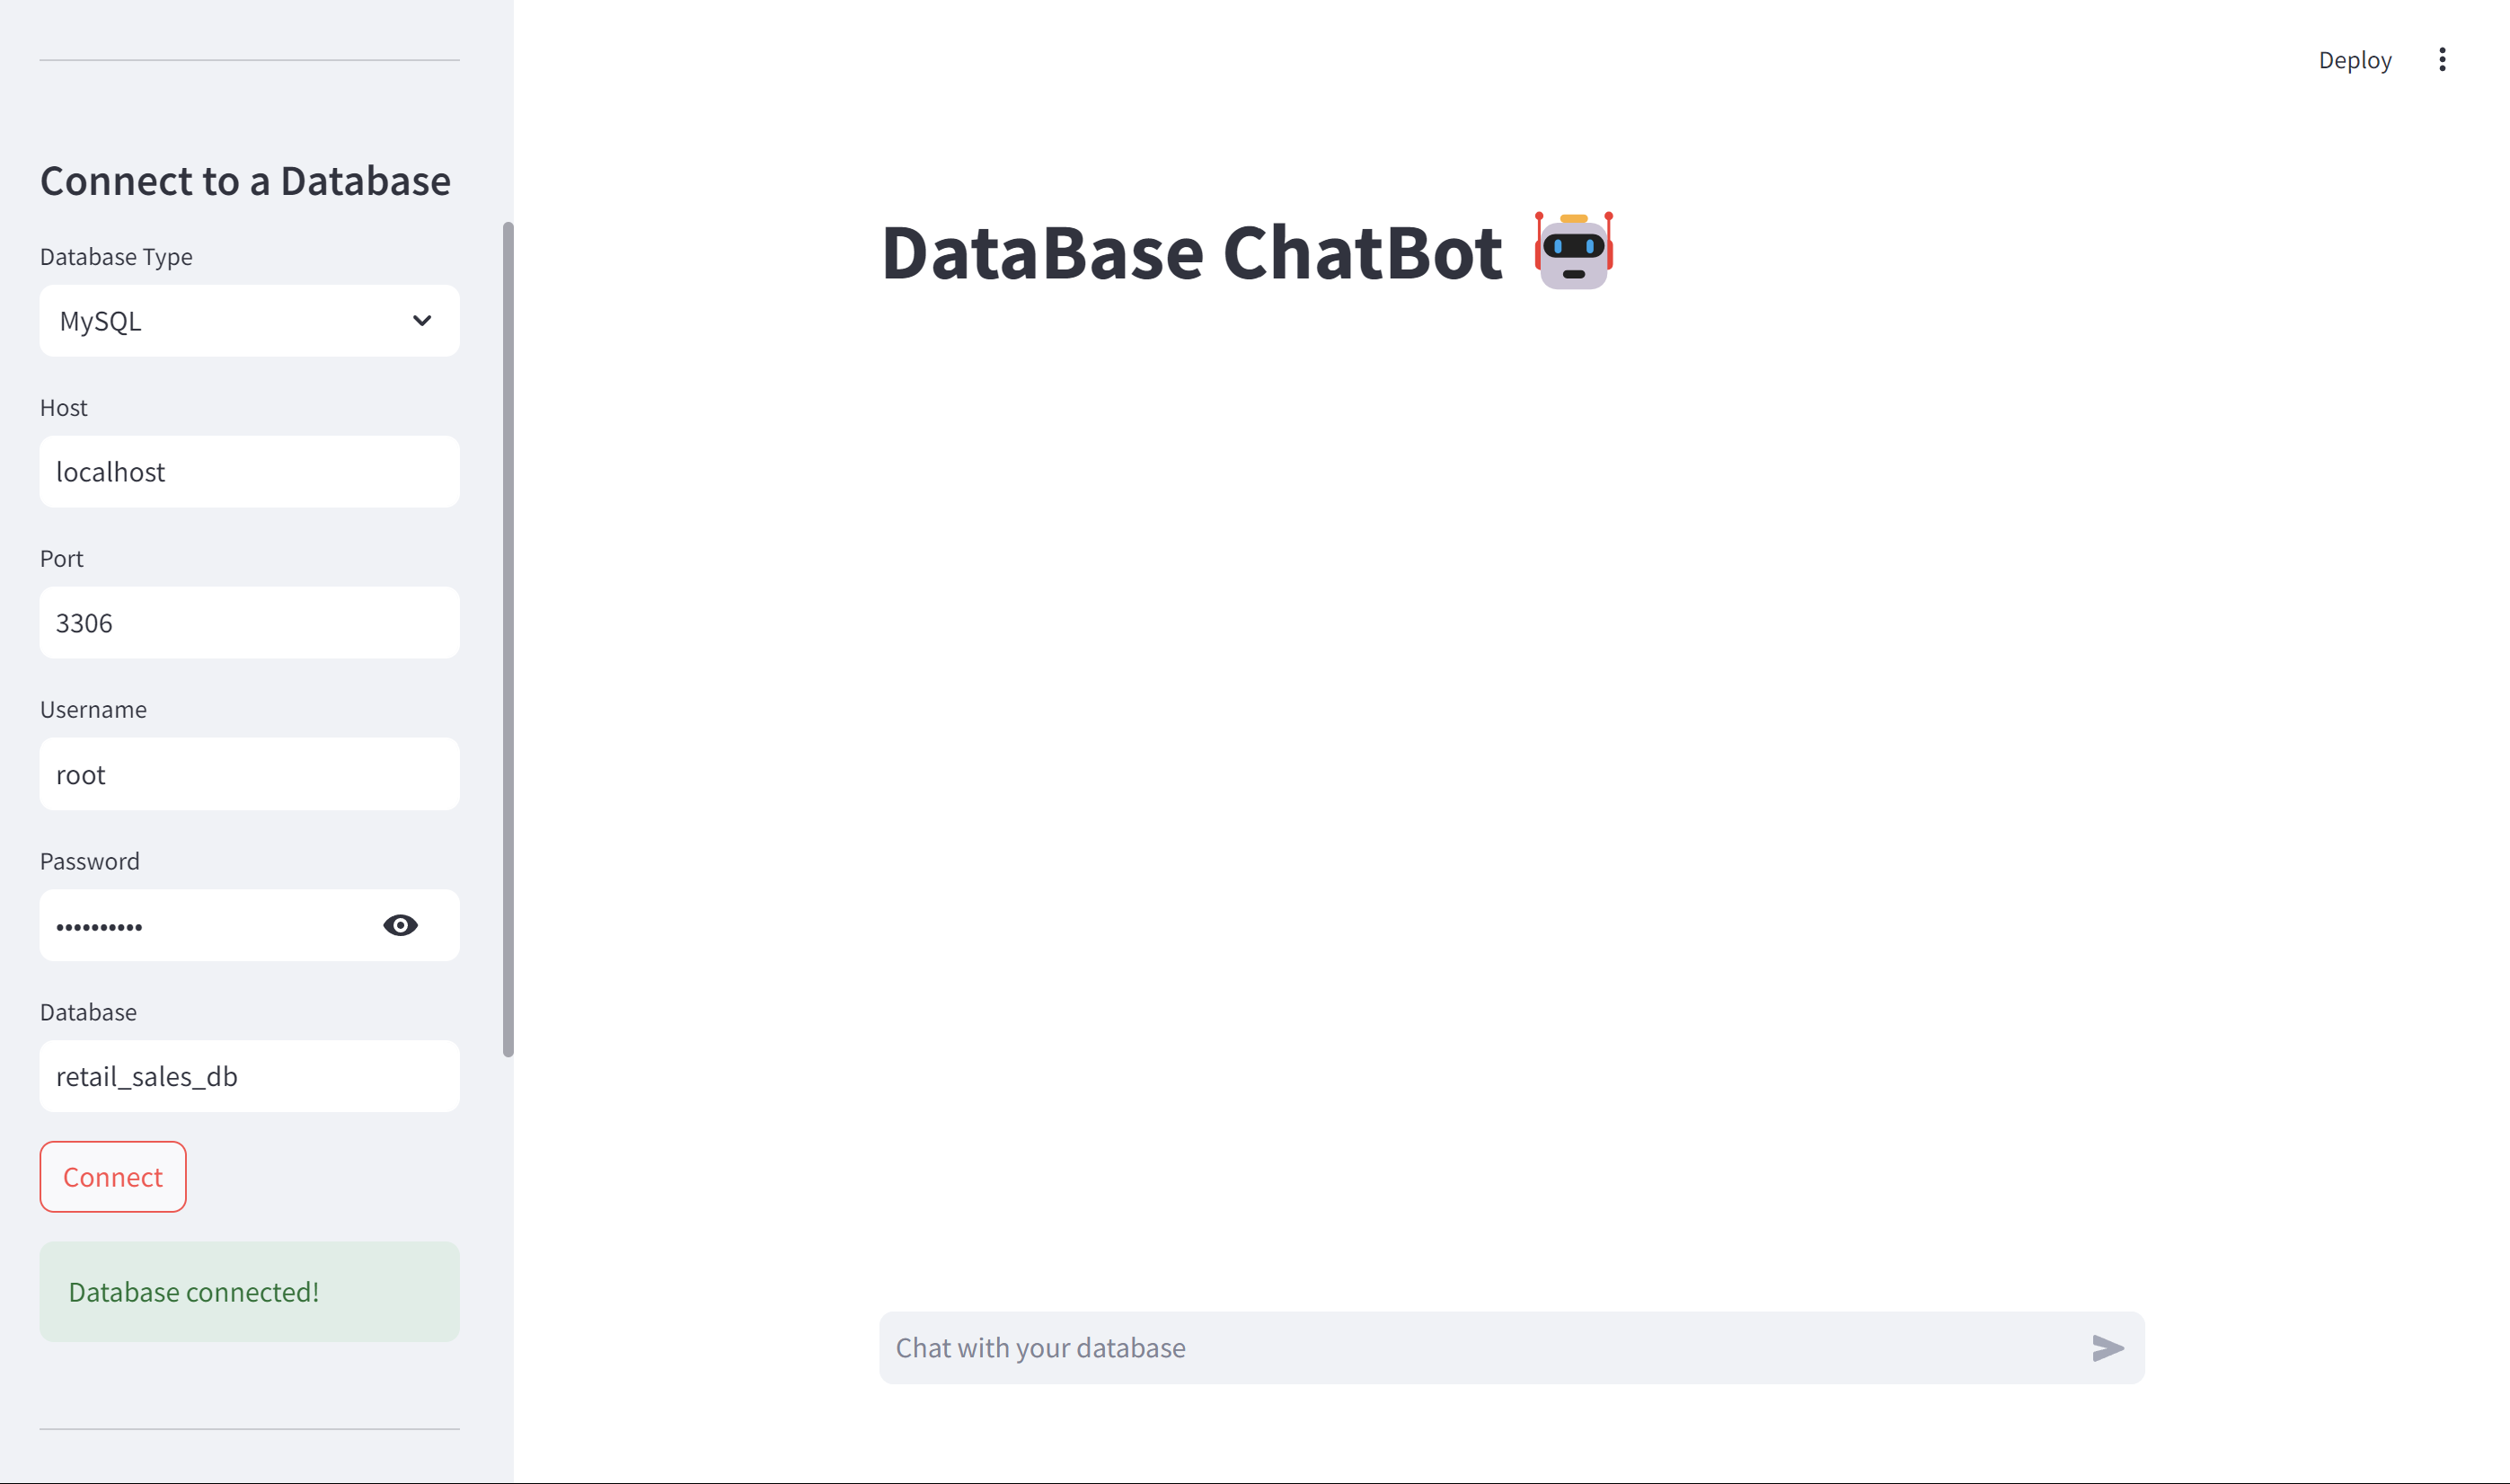 Connect to a Database
Database Type
MySQL
Host
localhost
Port
3306
Username
root
Password
••••••••••
Database
retail_sales_db
Connect
Database connected!
Deploy
DataBase ChatBot
Chat with your database